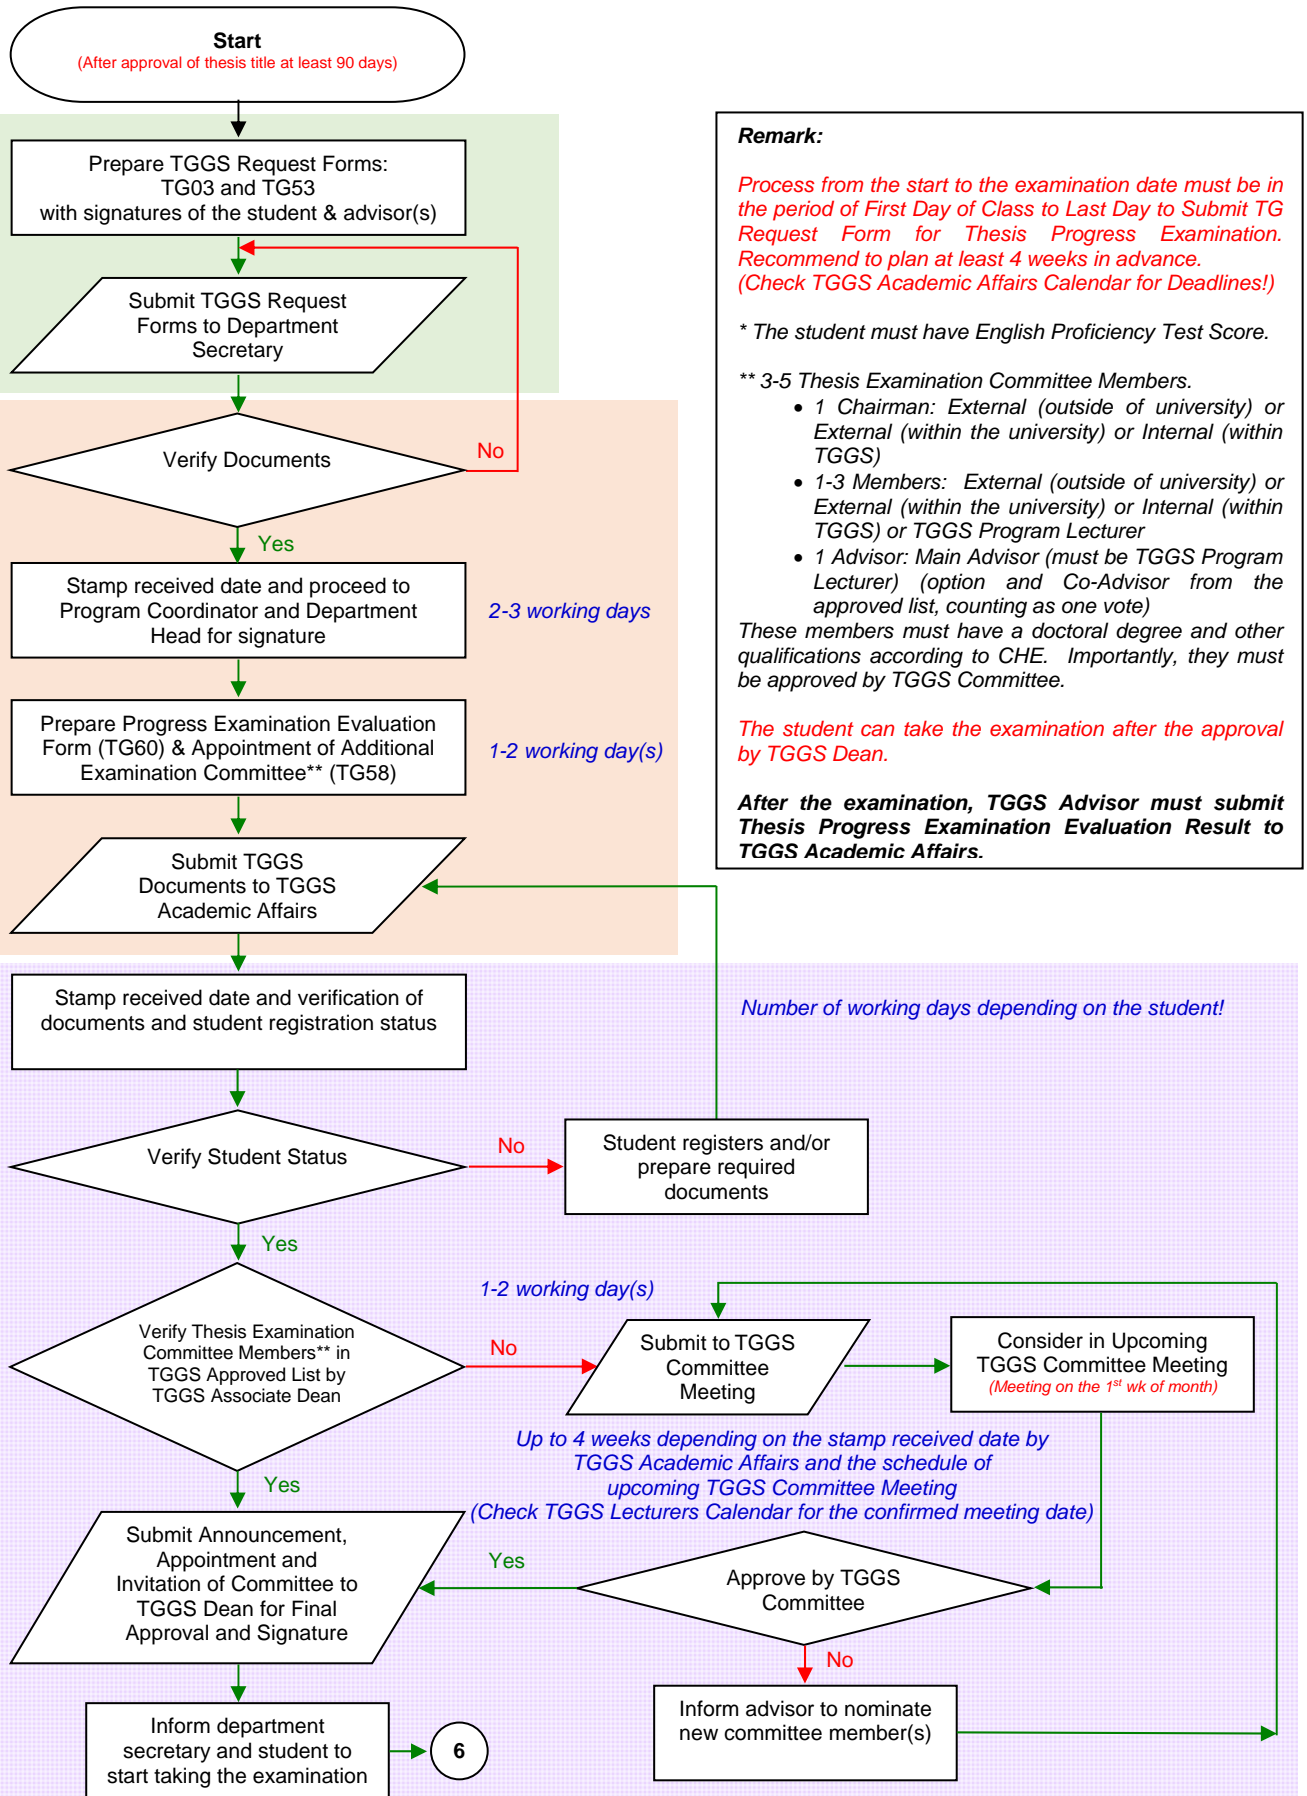 Start
(After approval of thesis title at least 90 days)
Prepare TGGS Request Forms:
TG03 and TG53
with signatures of the student & advisor(s)
Submit TGGS Request
Forms to Department
Secretary
Verify Documents
No
Yes
Stamp received date and proceed to
Program Coordinator and Department
Head for signature
2-3 working days
Prepare Progress Examination Evaluation
Form (TG60) & Appointment of Additional
Examination Committee** (TG58)
1-2 working day(s)
Submit TGGS
Documents to TGGS
Academic Affairs
Remark:
Process from the start to the examination date must be in
the period of First Day of Class to Last Day to Submit TG
Request Form for Thesis Progress Examination.
Recommend to plan at least 4 weeks in advance.
(Check TGGS Academic Affairs Calendar for Deadlines!)
* The student must have English Proficiency Test Score.
** 3-5 Thesis Examination Committee Members.
• 1 Chairman: External (outside of university) or
External (within the university) or Internal (within
TGGS)
• 1-3 Members: External (outside of university) or
External (within the university) or Internal (within
TGGS) or TGGS Program Lecturer
• 1 Advisor: Main Advisor (must be TGGS Program
Lecturer) (option and Co-Advisor from the
approved list, counting as one vote)
These members must have a doctoral degree and other
qualifications according to CHE. Importantly, they must
be approved by TGGS Committee.
The student can take the examination after the approval
by TGGS Dean.
After the examination, TGGS Advisor must submit
Thesis Progress Examination Evaluation Result to
TGGS Academic Affairs.
Stamp received date and verification of
documents and student registration status
Number of working days depending on the student!
Verify Student Status
No
Student registers and/or
prepare required
documents
Yes
Verify Thesis Examination
Committee Members** in
TGGS Approved List by
TGGS Associate Dean
1-2 working day(s)
No
Submit to TGGS
Committee
Meeting
Consider in Upcoming
TGGS Committee Meeting
(Meeting on the 1st wk of month)
Up to 4 weeks depending on the stamp received date by
TGGS Academic Affairs and the schedule of
upcoming TGGS Committee Meeting
(Check TGGS Lecturers Calendar for the confirmed meeting date)
Yes
Submit Announcement,
Appointment and
Invitation of Committee to
TGGS Dean for Final
Approval and Signature
Yes
Approve by TGGS
Committee
No
Inform advisor to nominate
new committee member(s)
Inform department
secretary and student to
start taking the examination
6